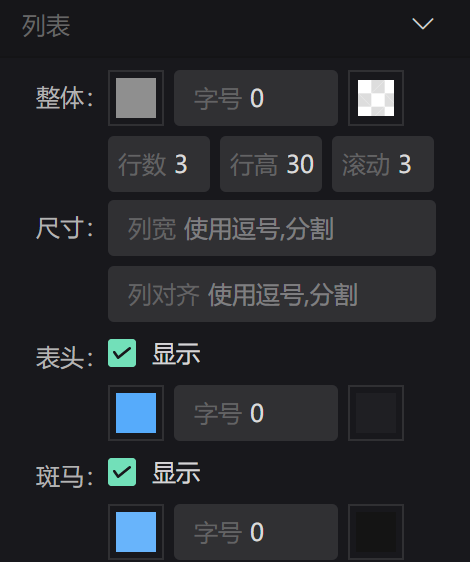 列表
整体： 字号 0
行数 3 行高 30 滚动 3
尺寸： 列宽 使用逗号,分割
列对齐 使用逗号,分割
表头： 显示
字号 0
斑马： 显示
字号 0